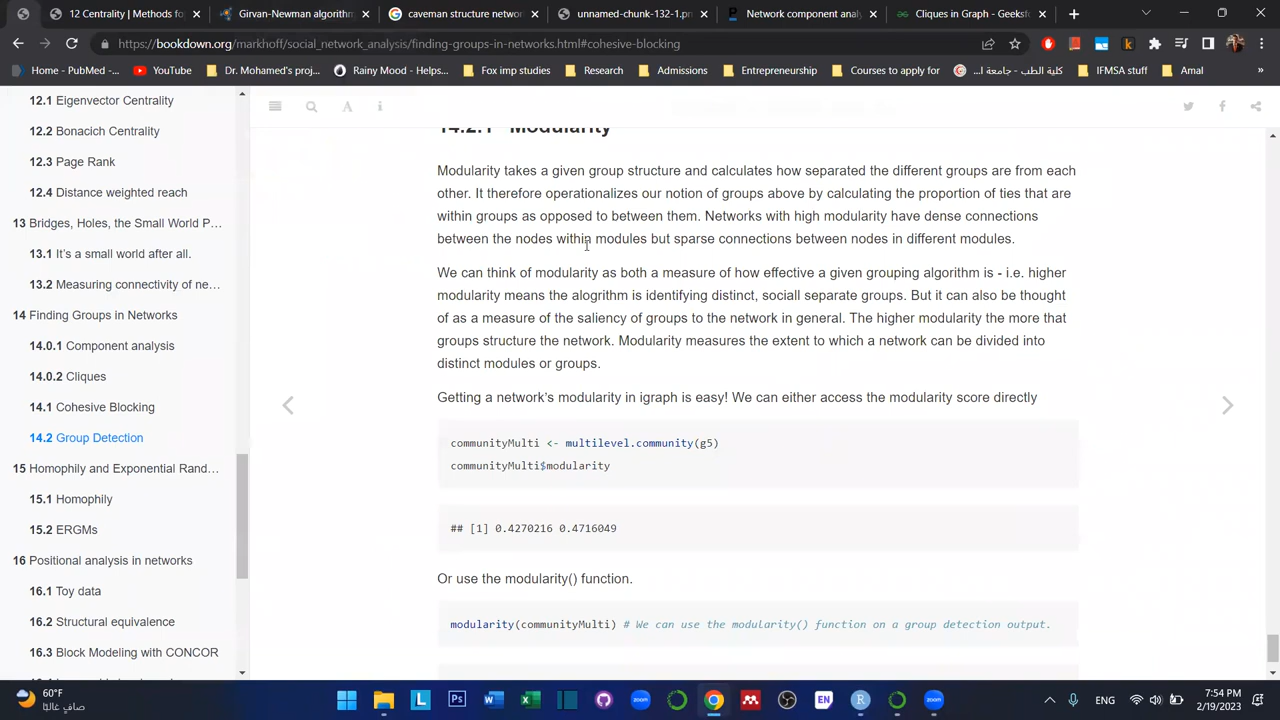 12 Centrality | Methods fo
Girvan-Newman algorithm
caveman structure networ
unnamed-chunk-132-1.pn
Network component analy
Cliques in Graph - Geeksfo
https://bookdown.org/markhoff/social_network_analysis/finding-groups-in-networks.html#cohesive-blocking
Home - PubMed -...
YouTube
Dr. Mohamed's proj...
Rainy Mood - Helps...
Fox imp studies
Research
Admissions
Entrepreneurship
Courses to apply for
كلية الطب - جامعة ا...
IFMSA stuff
Amal
»
12.1 Eigenvector Centrality
12.2 Bonacich Centrality
12.3 Page Rank
12.4 Distance weighted reach
13 Bridges, Holes, the Small World P...
13.1 It's a small world after all.
13.2 Measuring connectivity of ne...
14 Finding Groups in Networks
14.0.1 Component analysis
14.0.2 Cliques
14.1 Cohesive Blocking
14.2 Group Detection
15 Homophily and Exponential Rand...
15.1 Homophily
15.2 ERGMs
16 Positional analysis in networks
16.1 Toy data
16.2 Structural equivalence
16.3 Block Modeling with CONCOR
14.2.1 Modularity
Modularity takes a given group structure and calculates how separated the different groups are from each
other. It therefore operationalizes our notion of groups above by calculating the proportion of ties that are
within groups as opposed to between them. Networks with high modularity have dense connections
between the nodes within modules but sparse connections between nodes in different modules.
We can think of modularity as both a measure of how effective a given grouping algorithm is - i.e. higher
modularity means the alogrithm is identifying distinct, sociall separate groups. But it can also be thought
of as a measure of the saliency of groups to the network in general. The higher modularity the more that
groups structure the network. Modularity measures the extent to which a network can be divided into
distinct modules or groups.
Getting a network's modularity in igraph is easy! We can either access the modularity score directly
communityMulti <- multilevel.community(g5)
communityMulti$modularity
## [1] 0.4270216 0.4716049
Or use the modularity() function.
modularity(communityMulti) # We can use the modularity() function on a group detection output.
60°F
صافٍ غالبًا
ENG
7:54 PM
2/19/2023